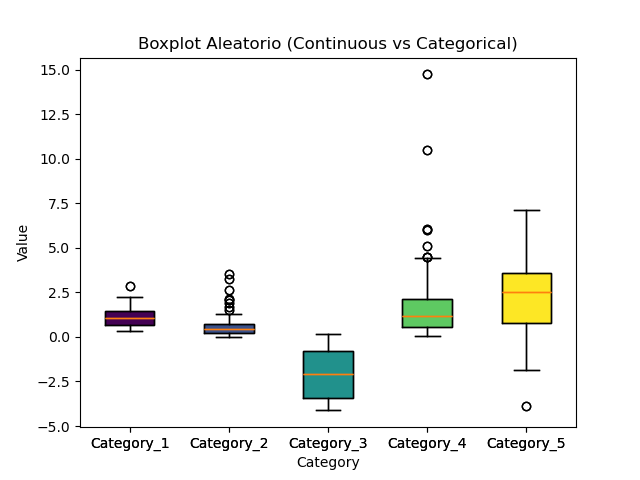 Boxplot Aleatorio (Continuous vs Categorical)
15.0
12.5
10.0
7.5
5.0
2.5
0.0
−2.5
−5.0
Value
Category_1 Category_2 Category_3 Category_4 Category_5
Category